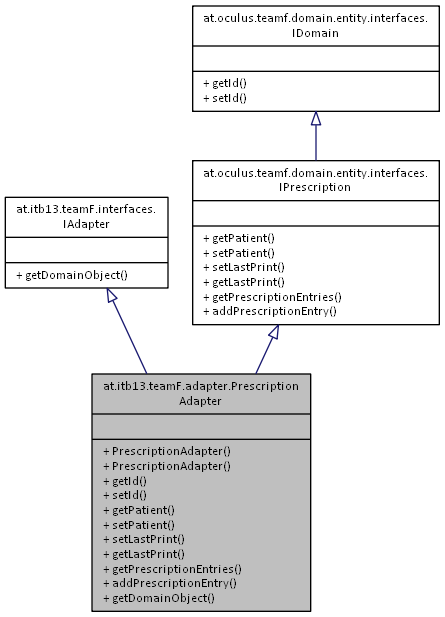 at.oculus.teamf.domain.entity.interfaces.
IDomain
+ getId()
+ setId()
at.oculus.teamf.domain.entity.interfaces.
IPrescription
+ getPatient()
+ setPatient()
+ setLastPrint()
+ getLastPrint()
+ getPrescriptionEntries()
+ addPrescriptionEntry()
at.itb13.teamF.interfaces.
IAdapter
+ getDomainObject()
at.itb13.teamF.adapter.Prescription
Adapter
+ PrescriptionAdapter()
+ PrescriptionAdapter()
+ getId()
+ setId()
+ getPatient()
+ setPatient()
+ setLastPrint()
+ getLastPrint()
+ getPrescriptionEntries()
+ addPrescriptionEntry()
+ getDomainObject()